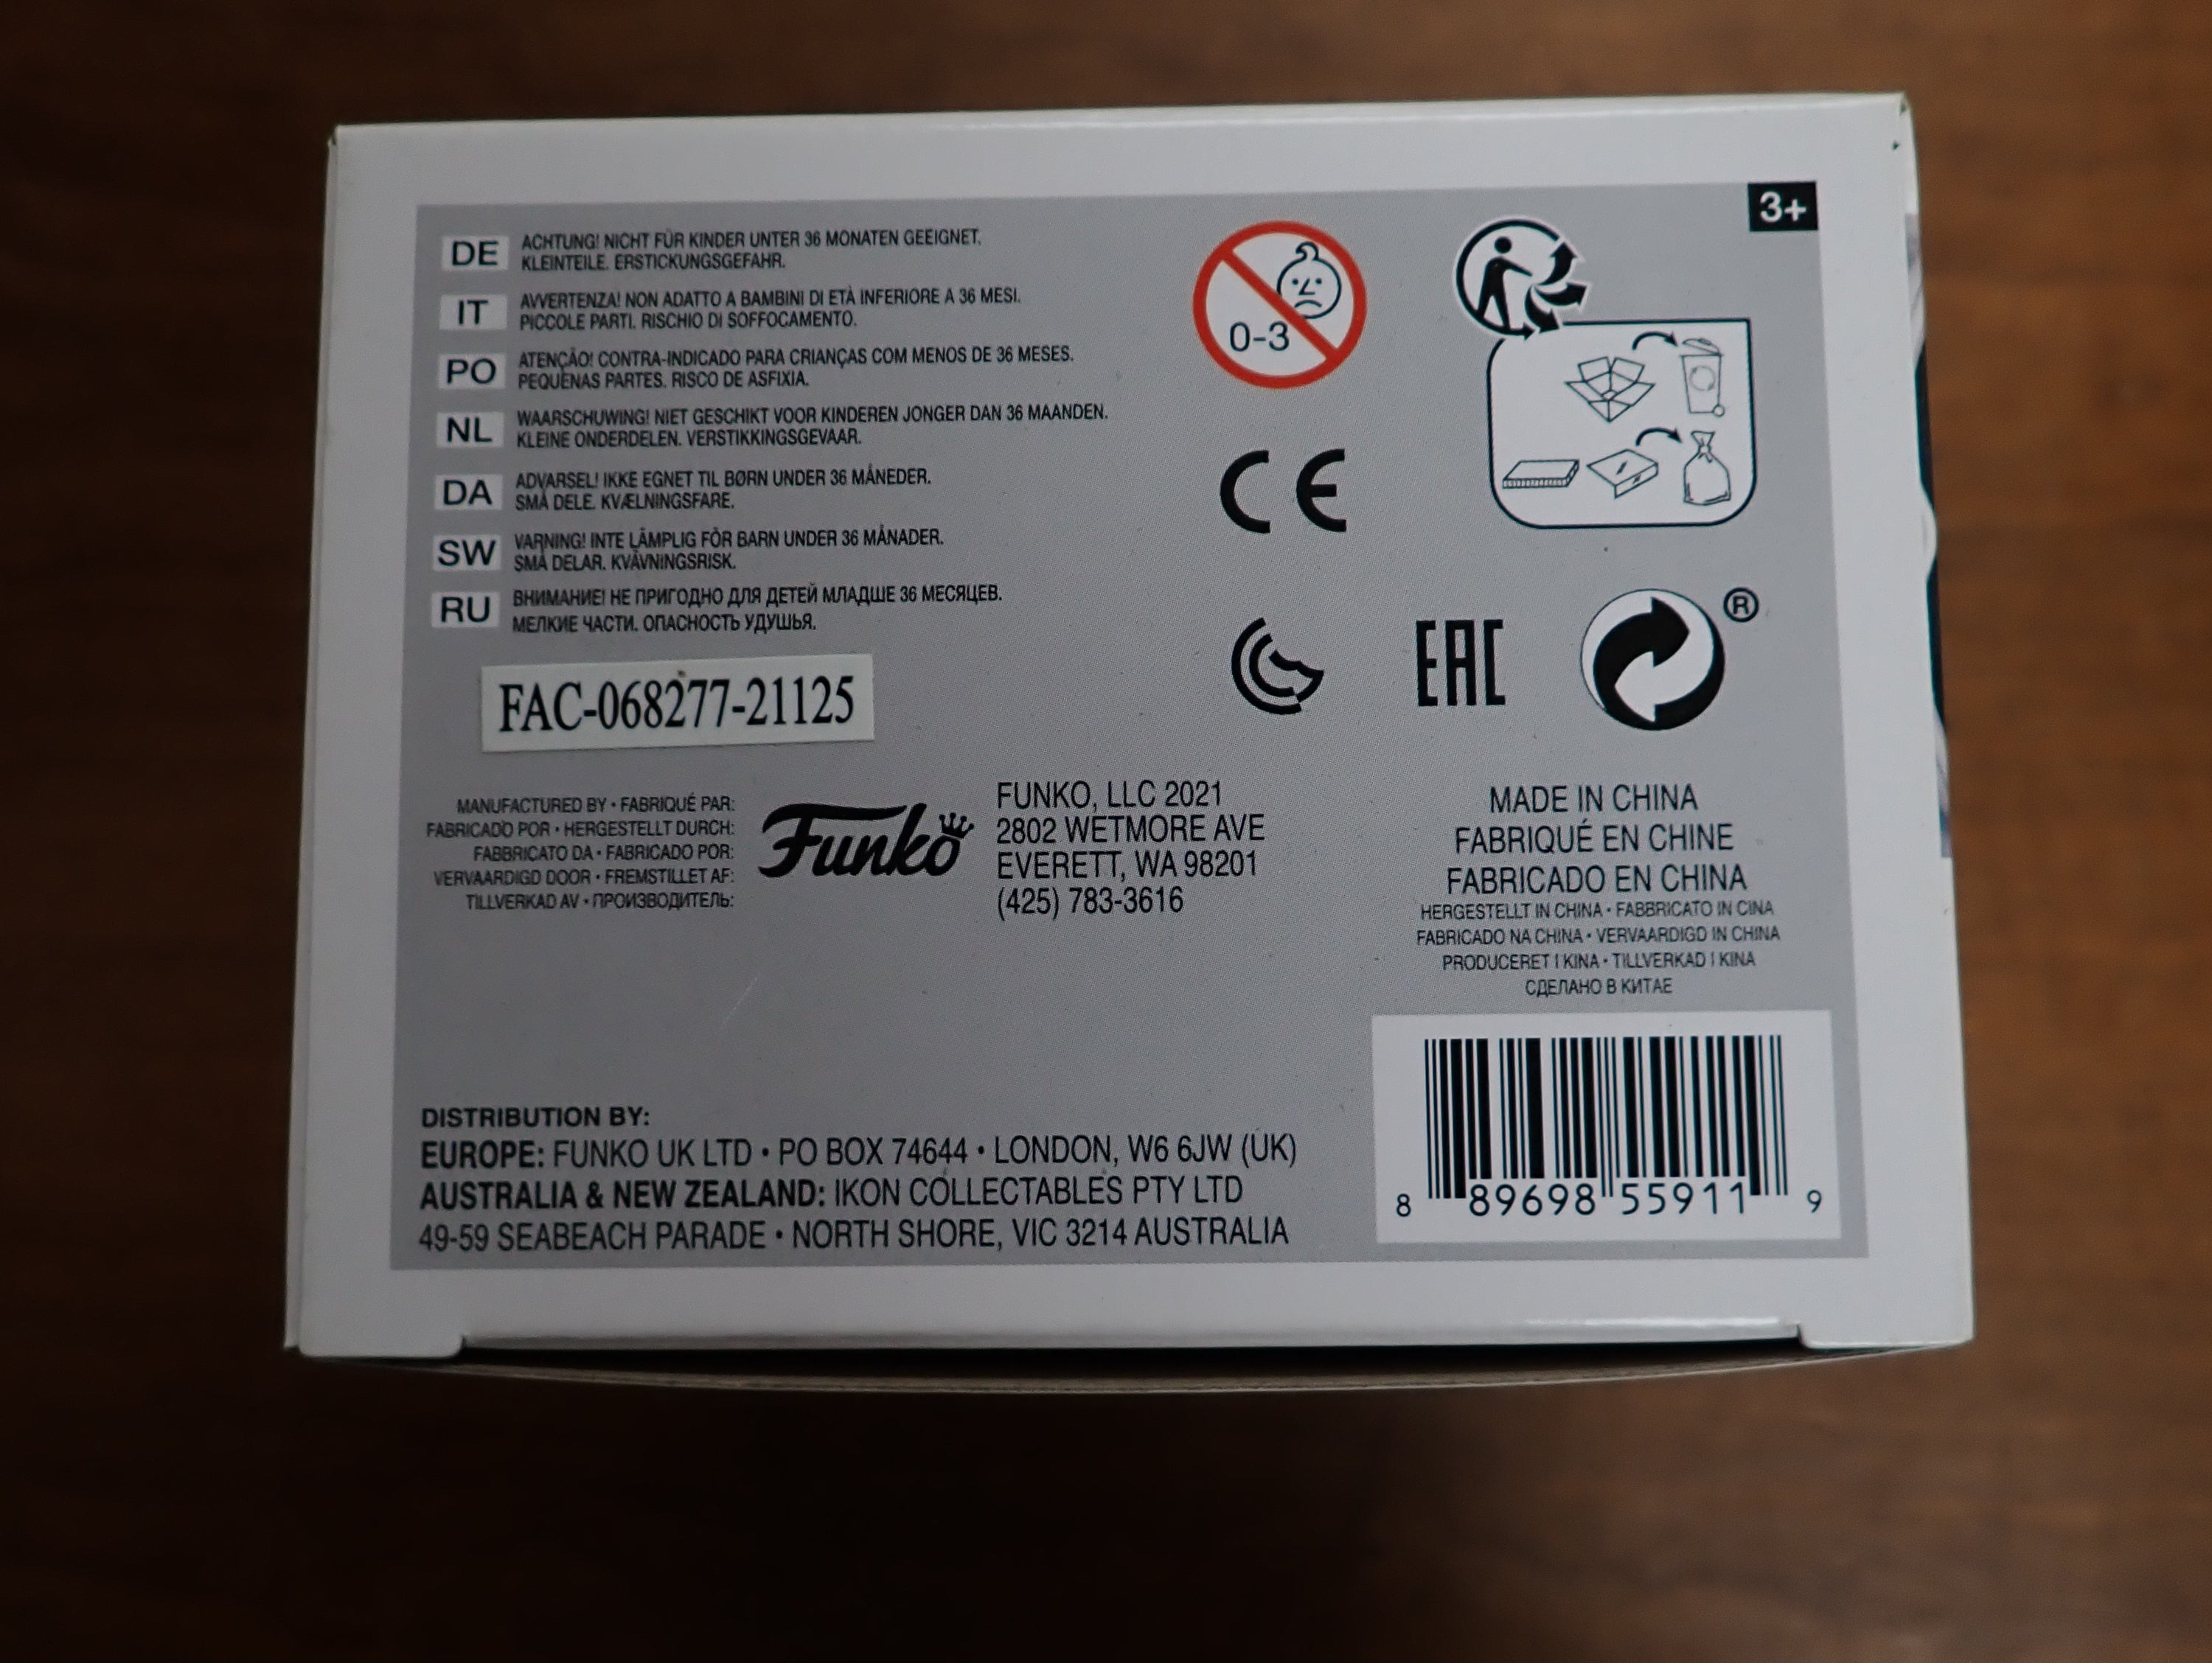 3+
DE ACHTUNG! NICHT FÜR KINDER UNTER 36 MONATEN GEEIGNET.
KLEINTEILE. ERSTICKUNGSGEFAHR.
IT AVVERTENZA! NON ADATTO A BAMBINI DI ETÀ INFERIORE A 36 MESI.
PICCOLE PARTI. RISCHIO DI SOFFOCAMENTO.
PO ATENÇÃO! CONTRA-INDICADO PARA CRIANÇAS COM MENOS DE 36 MESES.
PEQUENAS PARTES. RISCO DE ASFIXIA.
NL WAARSCHUWING! NIET GESCHIKT VOOR KINDEREN JONGER DAN 36 MAANDEN.
KLEINE ONDERDELEN. VERSTIKKINGSGEVAAR.
DA ADVARSEL! IKKE EGNET TIL BØRN UNDER 36 MÅNEDER.
SMÅ DELE. KVÆLNINGSFARE.
SW VARNING! INTE LÄMPLIG FÖR BARN UNDER 36 MÅNADER.
SMÅ DELAR. KVÄVNINGSRISK.
RU ВНИМАНИЕ! НЕ ПРИГОДНО ДЛЯ ДЕТЕЙ МЛАДШЕ 36 МЕСЯЦЕВ.
МЕЛКИЕ ЧАСТИ. ОПАСНОСТЬ УДУШЬЯ.
0-3
CE
EAC
®
FAC-068277-21125
MANUFACTURED BY • FABRIQUÉ PAR:
FABRICADO POR • HERGESTELLT DURCH:
FABBRICATO DA • FABRICADO POR:
VERVAARDIGD DOOR • FREMSTILLET AF:
TILLVERKAD AV • ПРОИЗВОДИТЕЛЬ:
Funko
FUNKO, LLC 2021
2802 WETMORE AVE
EVERETT, WA 98201
(425) 783-3616
MADE IN CHINA
FABRIQUÉ EN CHINE
FABRICADO EN CHINA
HERGESTELLT IN CHINA • FABBRICATO IN CINA
FABRICADO NA CHINA • VERVAARDIGD IN CHINA
PRODUCERET I KINA • TILLVERKAD I KINA
СДЕЛАНО В КИТАЕ
DISTRIBUTION BY:
EUROPE: FUNKO UK LTD • PO BOX 74644 • LONDON, W6 6JW (UK)
AUSTRALIA & NEW ZEALAND: IKON COLLECTABLES PTY LTD
49-59 SEABEACH PARADE • NORTH SHORE, VIC 3214 AUSTRALIA
8 89698 55911 9